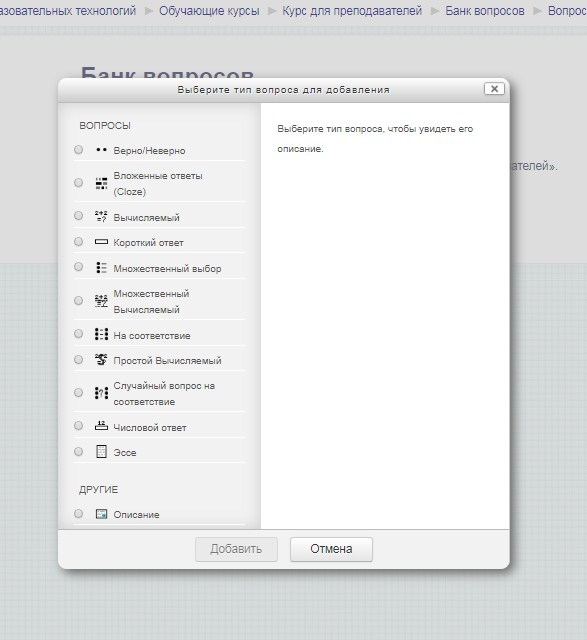 азовательных технологий ► Обучающие курсы ► Курс для преподавателей ► Банк вопросов ► Вопрос
Банк вопросов
Выберите тип вопроса для добавления
ВОПРОСЫ
Верно/Неверно
Вложенные ответы
(Cloze)
Вычисляемый
Короткий ответ
Множественный выбор
Множественный
Вычисляемый
На соответствие
Простой Вычисляемый
Случайный вопрос на
соответствие
Числовой ответ
Эссе
ДРУГИЕ
Описание
Выберите тип вопроса, чтобы увидеть его
описание.
ателей».
Добавить
Отмена